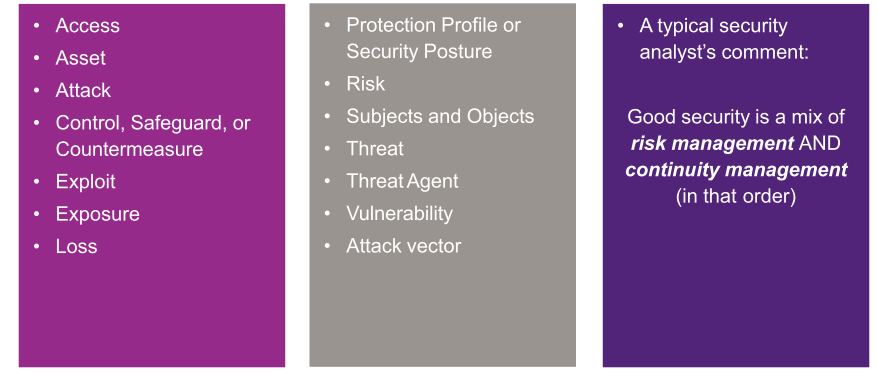 • Access
• Asset
• Attack
• Control, Safeguard, or
Countermeasure
• Exploit
• Exposure
• Loss
• Protection Profile or
Security Posture
• Risk
• Subjects and Objects
• Threat
• Threat Agent
• Vulnerability
• Attack vector
• A typical security
analyst’s comment:
Good security is a mix of
risk management AND
continuity management
(in that order)